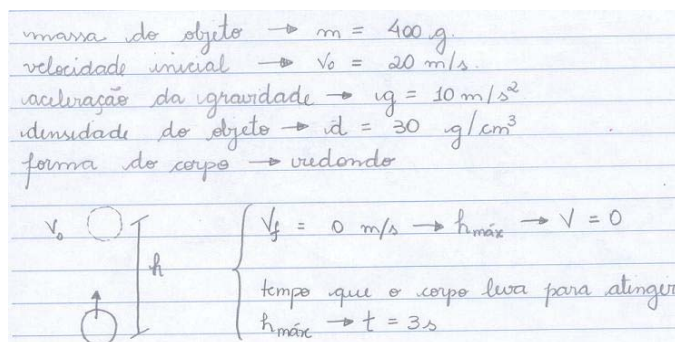 massa do objeto → m = 400 g.
velocidade inicial → v₀ = 20 m/s.
aceleração da gravidade → g = 10 m/s²
densidade do objeto → d = 30 g/cm³
forma do corpo → redondo
V₀ h Vf = 0 m/s → hmáx → V = 0
tempo que o corpo leva para atingir
hmáx → t = 3s